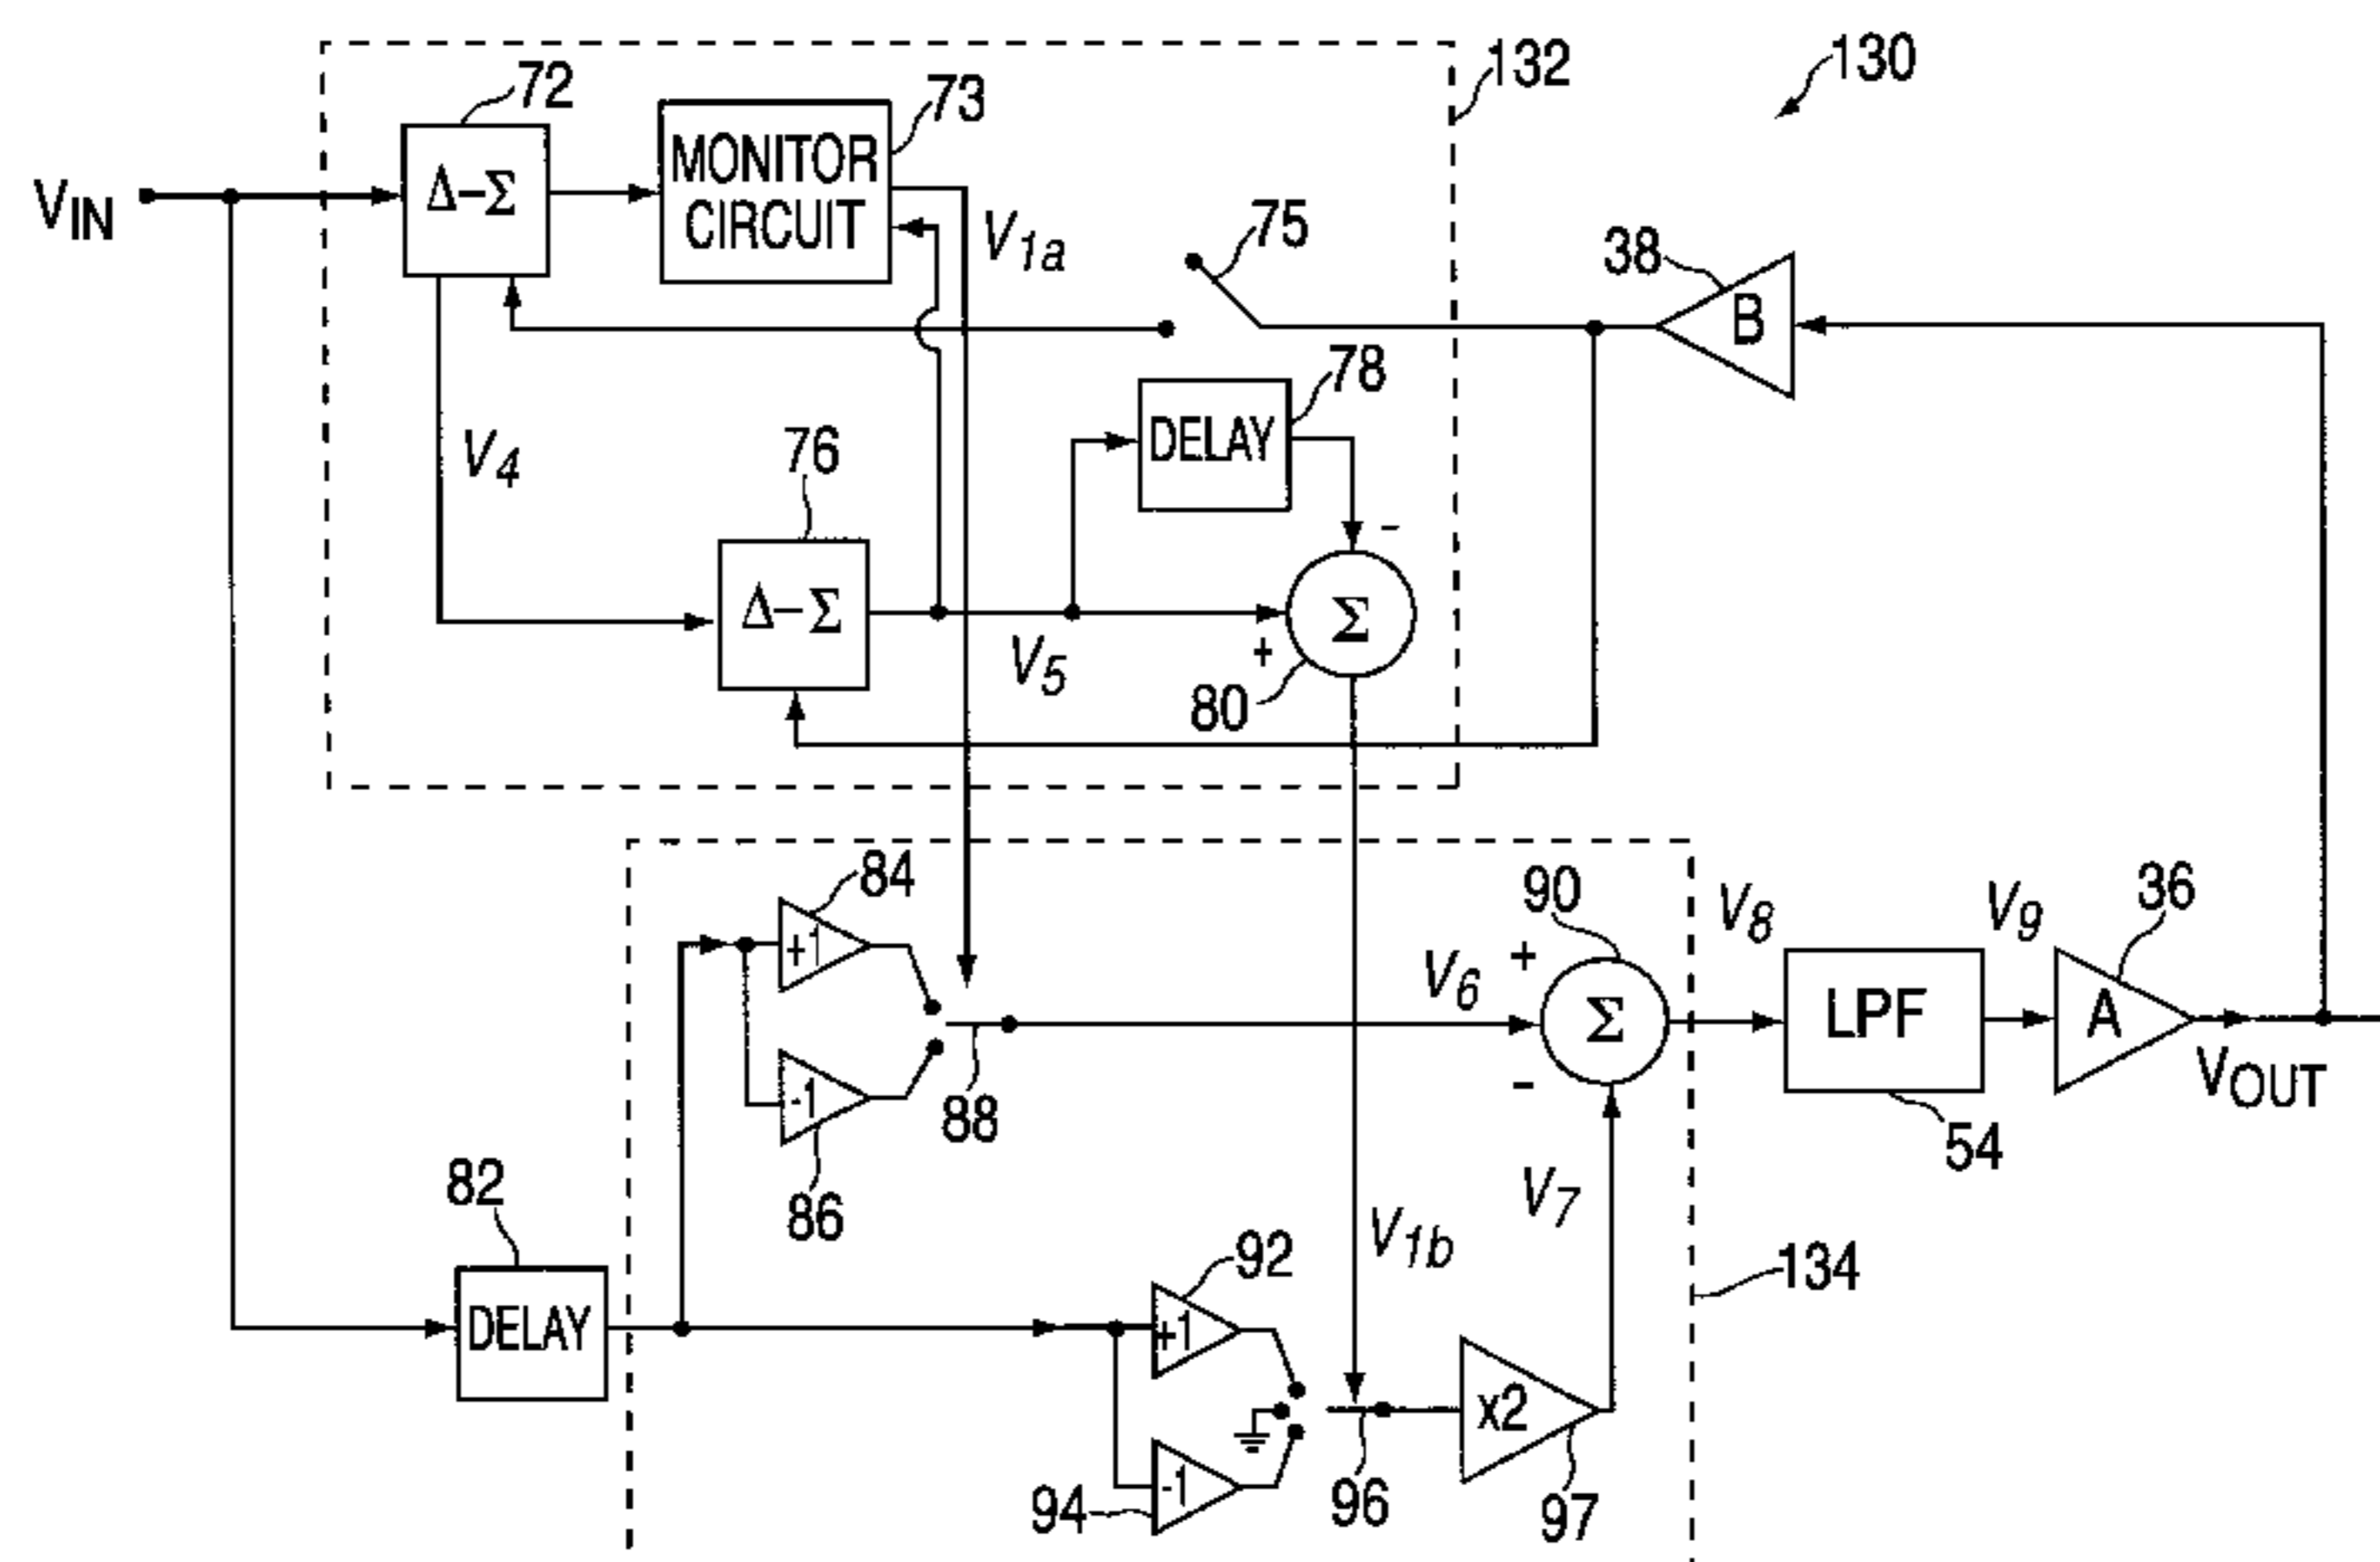 132
130
72
73
Δ-Σ
MONITOR
CIRCUIT
VIN
V1a
75
38
B
78
DELAY
V4
76
-
Δ-Σ
Σ
V5
+
80
84
90
V8
V9
36
+1
+
V6
Σ
LPF
A
-
VOUT
-1
88
54
82
86
V7
V1b
92
134
DELAY
+1
x2
-1
94
96
97